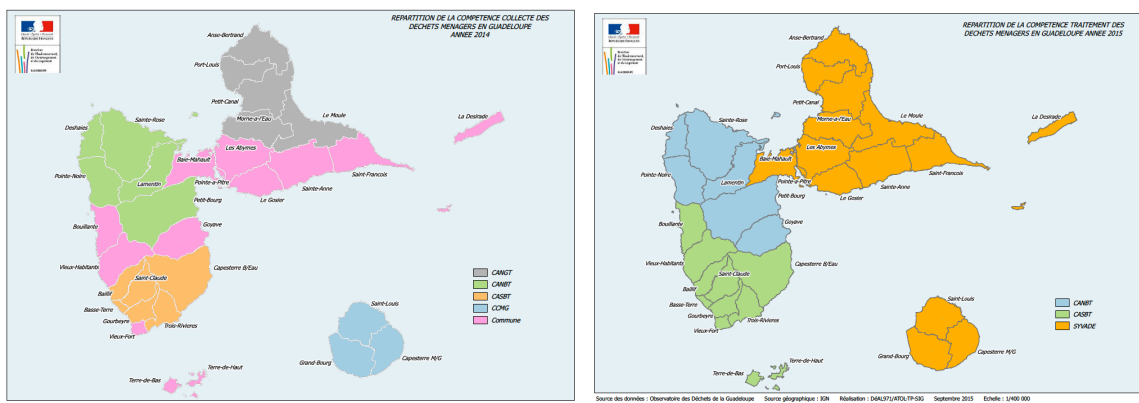 REPARTITION DE LA COMPETENCE COLLECTE DES
DECHETS MENAGERS EN GUADELOUPE
ANNEE 2014
Anse-Bertrand
Port-Louis
Petit-Canal
Morne-a-l'Eau
Le Moule
La Desirade
Sainte-Rose
Deshaies
Les Abymes
Baie-Mahault
Saint-Francois
Pointe-Noire
Lamentin
Pointe-a-Pitre
Sainte-Anne
Petit-Bourg
Le Gosier
Bouillante
Goyave
Vieux-Habitants
Capesterre B/Eau
Saint-Claude
Baillif
Basse-Terre
Gourbeyre
Trois-Rivieres
Vieux-Fort
Saint-Louis
Grand-Bourg
Capesterre M/G
Terre-de-Haut
Terre-de-Bas
CANGT
CANBT
CASBT
CCMG
Commune
REPARTITION DE LA COMPETENCE TRAITEMENT DES
DECHETS MENAGERS EN GUADELOUPE ANNEE 2015
Anse-Bertrand
Port-Louis
Petit-Canal
Morne-a-l'Eau
Le Moule
La Desirade
Sainte-Rose
Deshaies
Les Abymes
Baie-Mahault
Saint-Francois
Pointe-Noire
Lamentin
Pointe-a-Pitre
Sainte-Anne
Petit-Bourg
Le Gosier
Bouillante
Goyave
Vieux-Habitants
Capesterre B/Eau
Saint-Claude
Baillif
Basse-Terre
Gourbeyre
Trois-Rivieres
Vieux-Fort
Saint-Louis
Grand-Bourg
Capesterre M/G
Terre-de-Haut
Terre-de-Bas
CANBT
CASBT
SYVADE
Source des données : Observatoire des Déchets de la Guadeloupe Source géographique : IGN Réalisation : DéAL971/ATOL-TP-SIG Septembre 2015 Echelle : 1/400 000